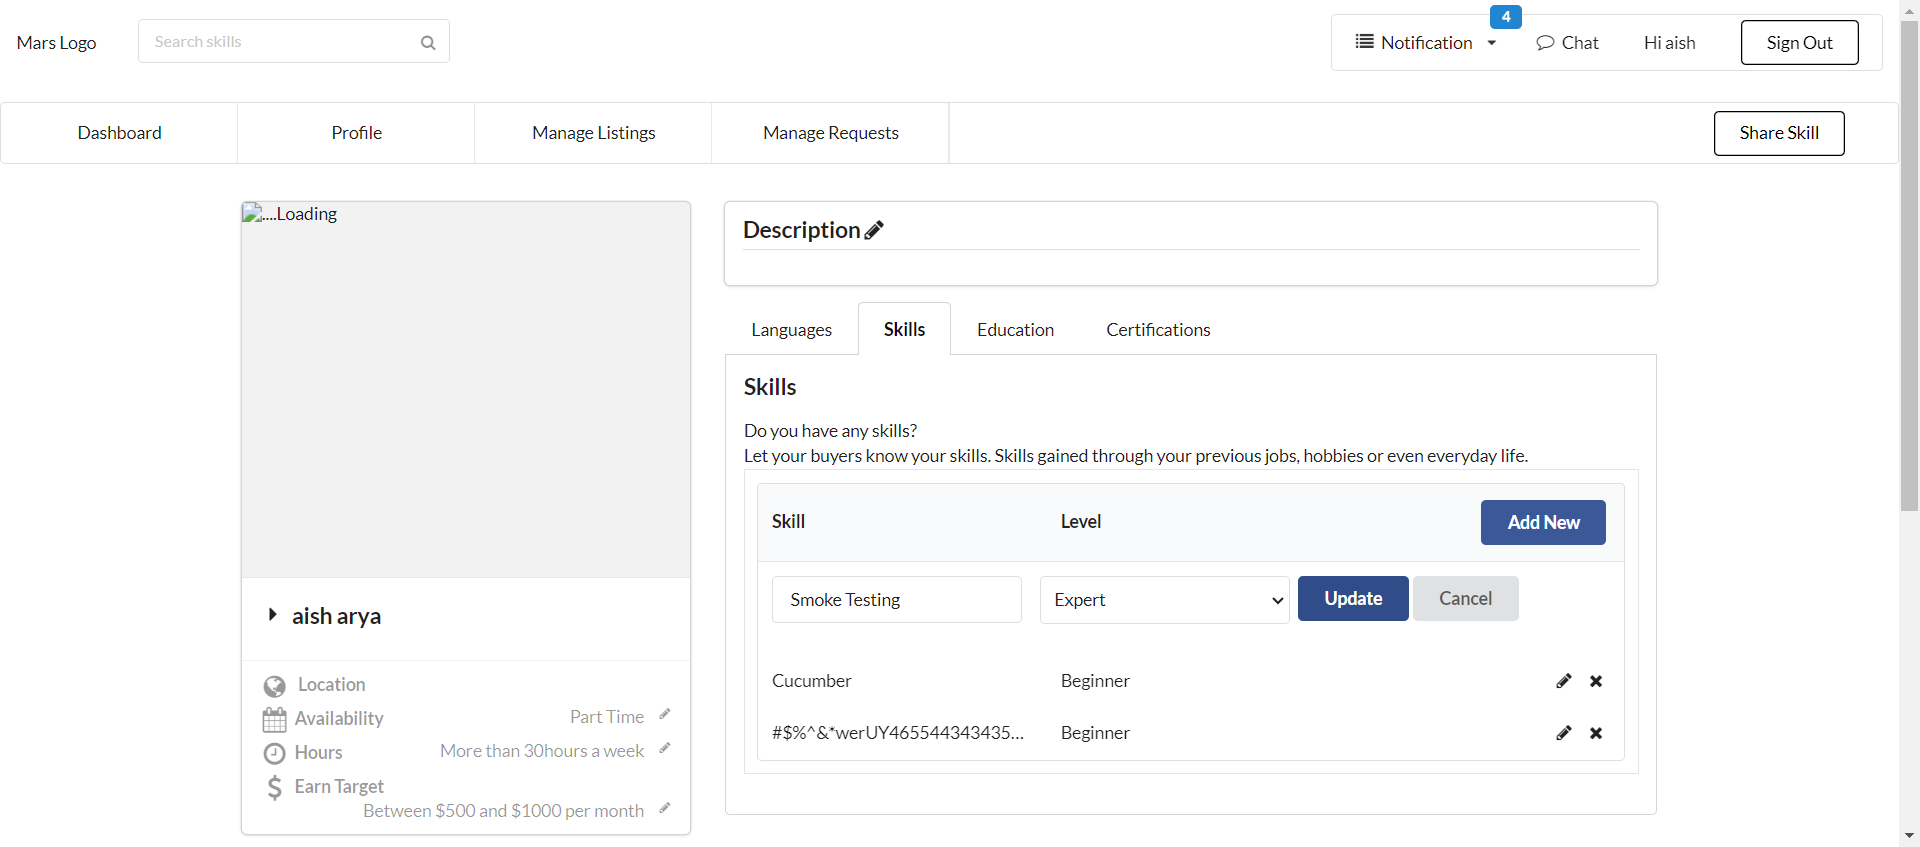 Mars Logo
Search skills
4
Notification
Chat
Hi aish
Sign Out
Dashboard
Profile
Manage Listings
Manage Requests
Share Skill
....Loading
aish arya
Location
Availability
Part Time
Hours
More than 30hours a week
Earn Target
Between $500 and $1000 per month
Description
Languages
Skills
Education
Certifications
Skills
Do you have any skills?
Let your buyers know your skills. Skills gained through your previous jobs, hobbies or even everyday life.
Skill
Level
Add New
Smoke Testing
Expert
Update
Cancel
Cucumber
Beginner
#$%^&*werUY465544343435...
Beginner